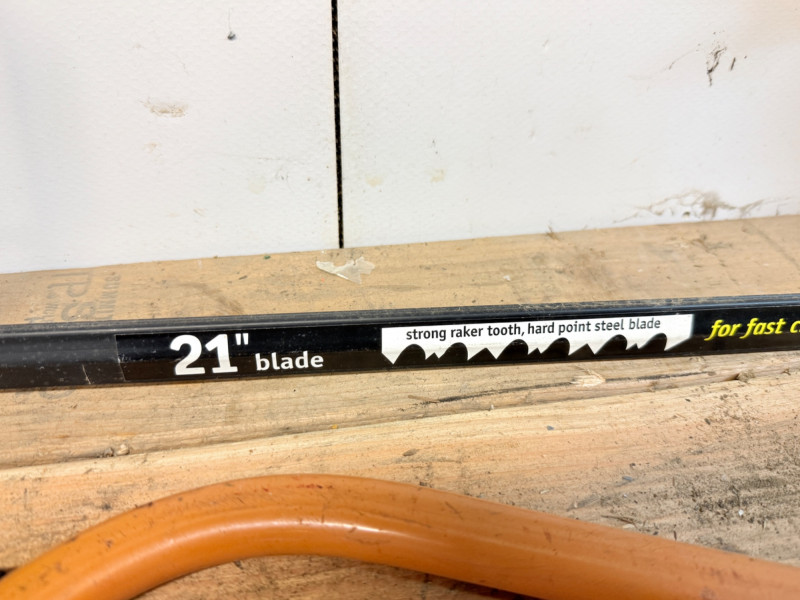 21" blade
strong raker tooth, hard point steel blade
for fast